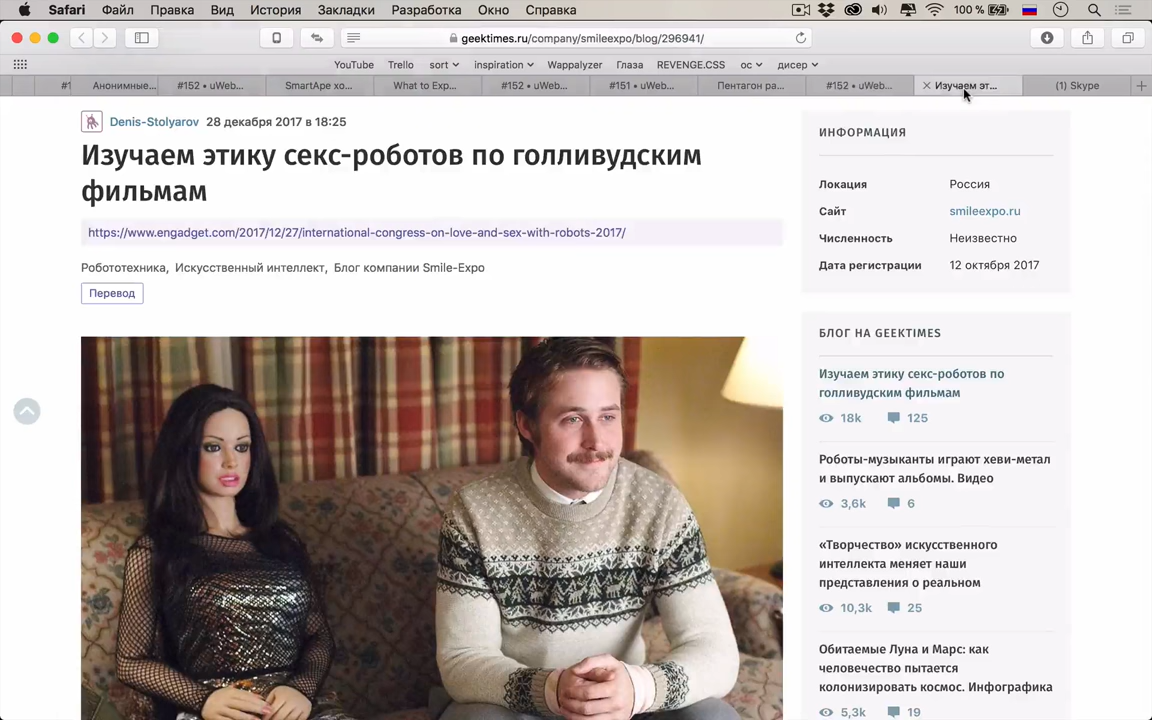 Safari Файл Правка Вид История Закладки Разработка Окно Справка 100 %
geektimes.ru/company/smileexpo/blog/296941/
YouTube Trello sort inspiration Wappalyzer Глаза REVENGE.CSS ос дисер
#1 Анонимные... #152 • uWeb... SmartApe хо... What to Exp... #152 • uWeb... #151 • uWeb... Пентагон ра... #152 • uWeb... Изучаем эт... (1) Skype
Denis-Stolyarov 28 декабря 2017 в 18:25
Изучаем этику секс-роботов по голливудским
фильмам
https://www.engadget.com/2017/12/27/international-congress-on-love-and-sex-with-robots-2017/
Робототехника, Искусственный интеллект, Блог компании Smile-Expo
Перевод
ИНФОРМАЦИЯ
Локация Россия
Сайт smileexpo.ru
Численность Неизвестно
Дата регистрации 12 октября 2017
БЛОГ НА GEEKTIMES
Изучаем этику секс-роботов по
голливудским фильмам
18k 125
Роботы-музыканты играют хеви-метал
и выпускают альбомы. Видео
3,6k 6
«Творчество» искусственного
интеллекта меняет наши
представления о реальном
10,3k 25
Обитаемые Луна и Марс: как
человечество пытается
колонизировать космос. Инфографика
5,3k 19